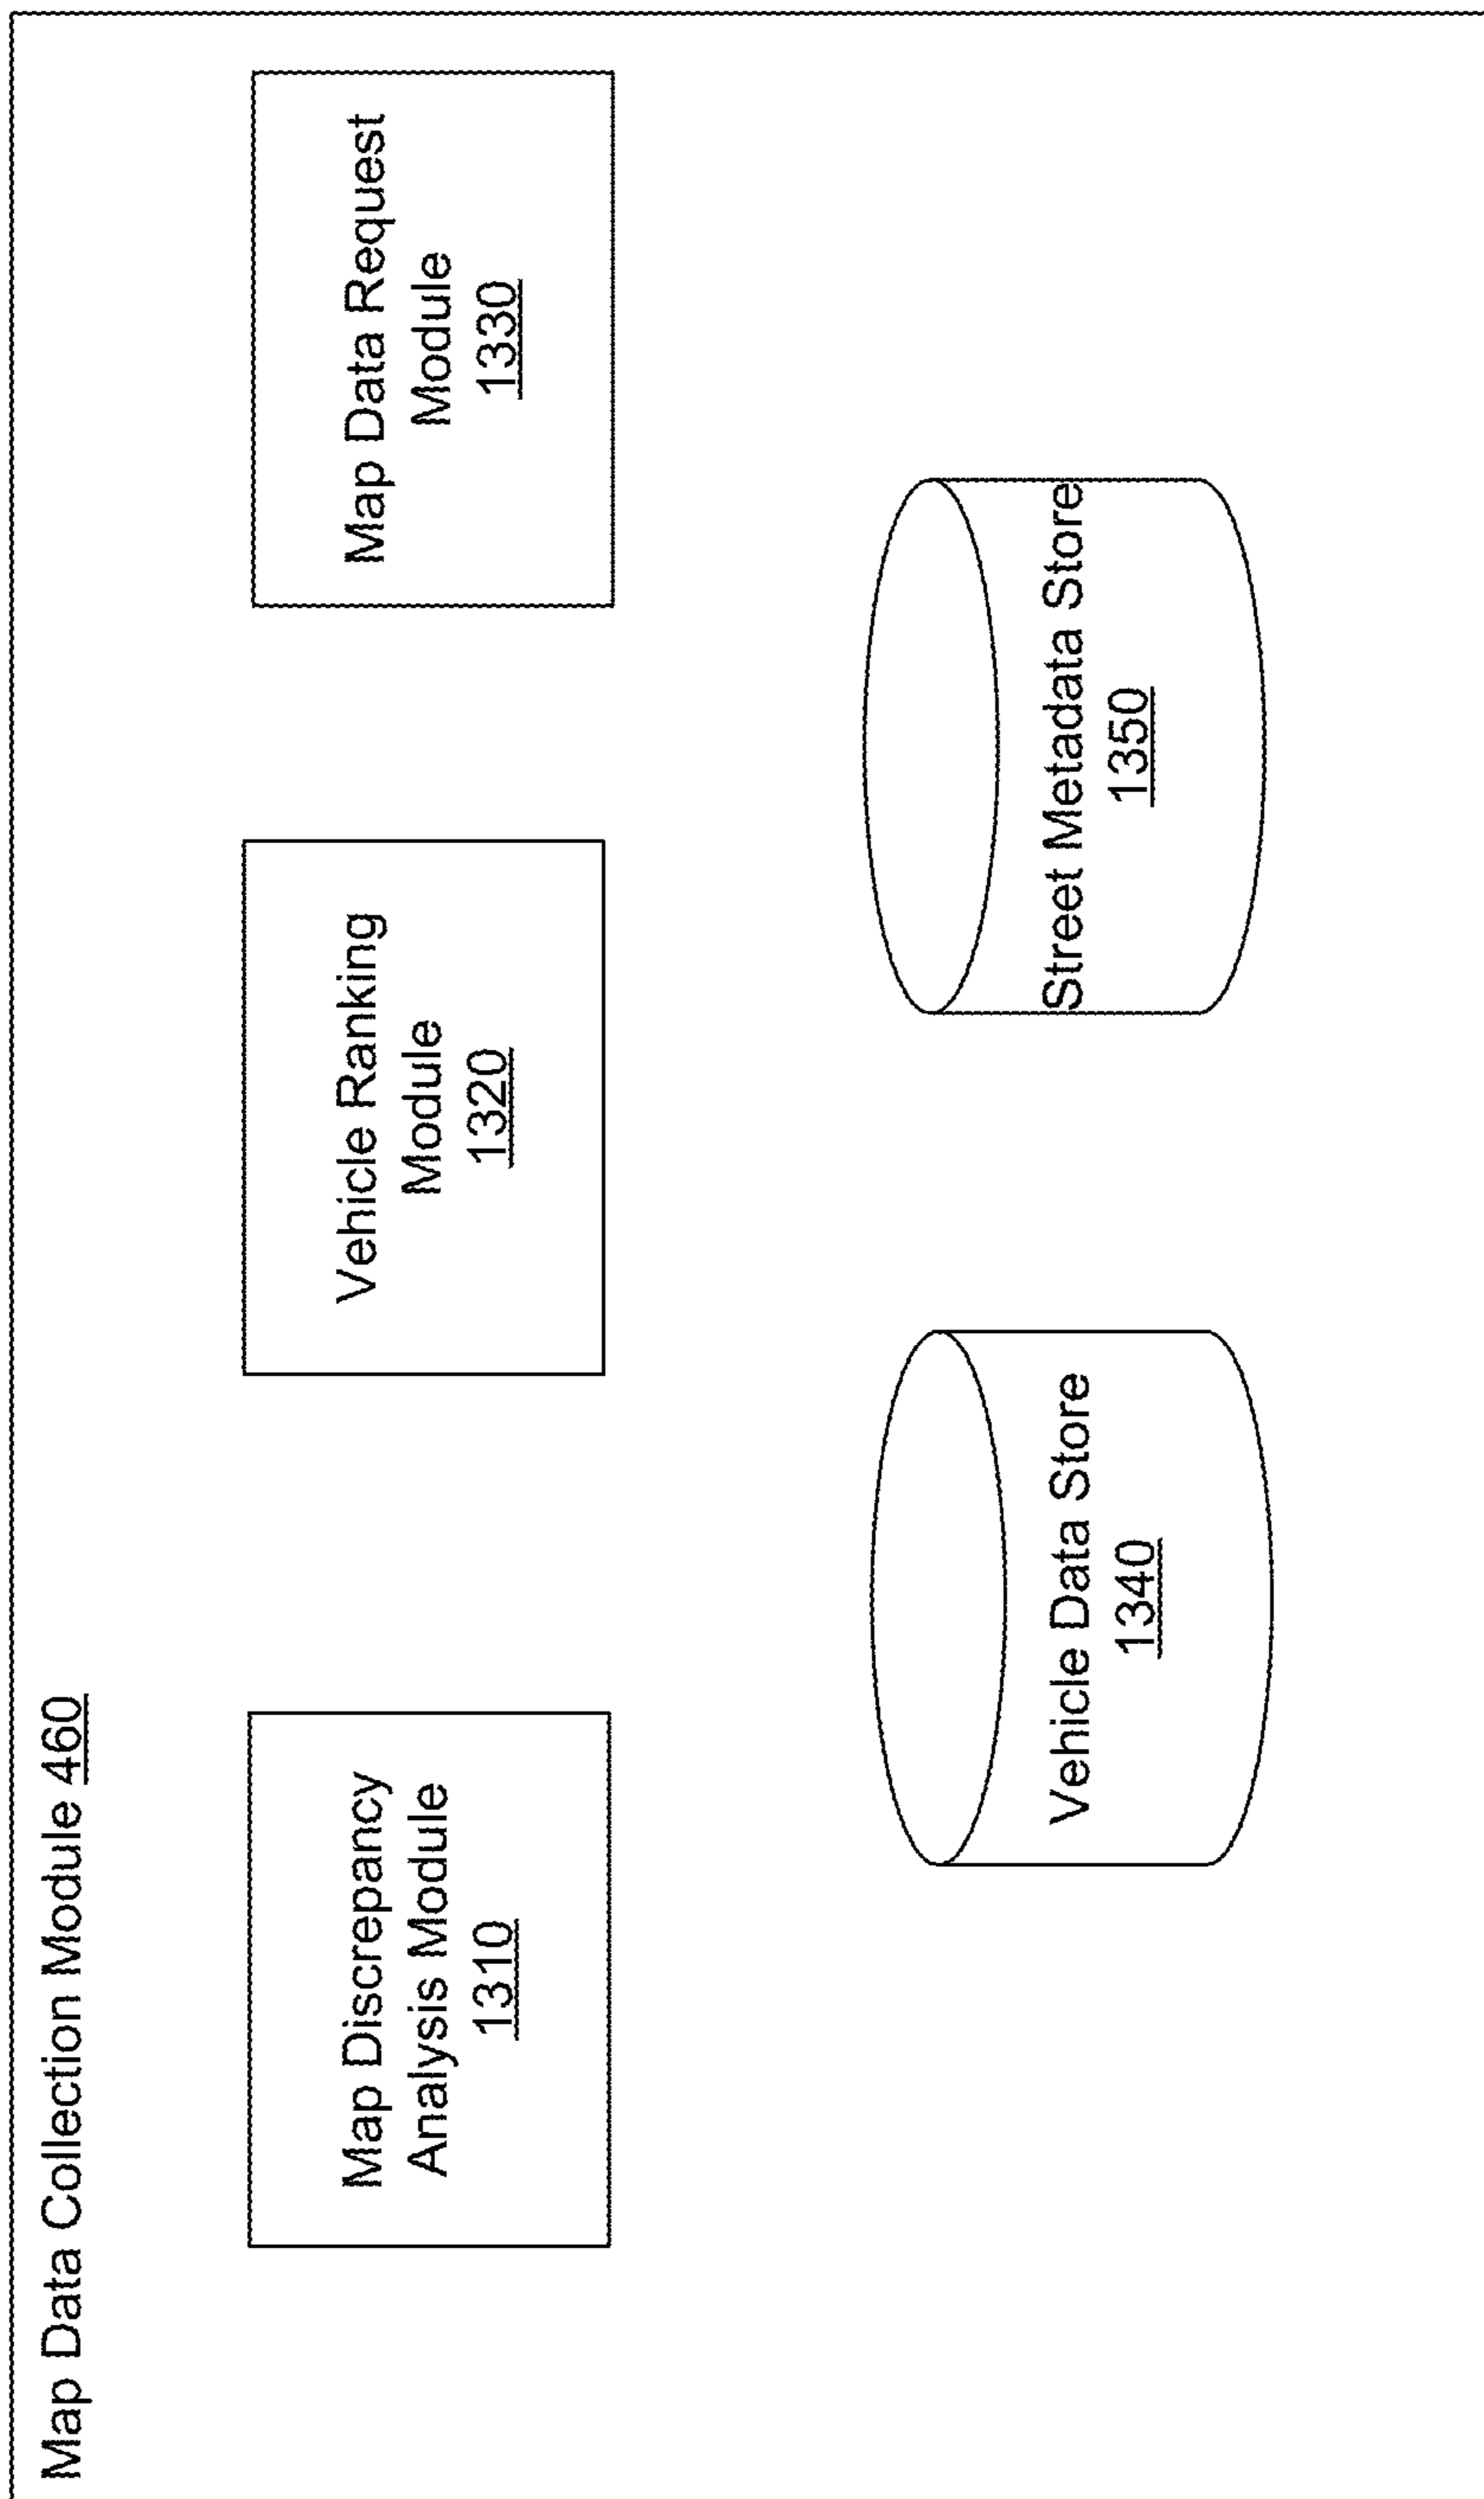 Map Data Collection Module 460
Map Discrepancy
Analysis Module
1310
Vehicle Ranking
Module
1320
Map Data Request
Module
1330
Vehicle Data Store
1340
Street Metadata Store
1350